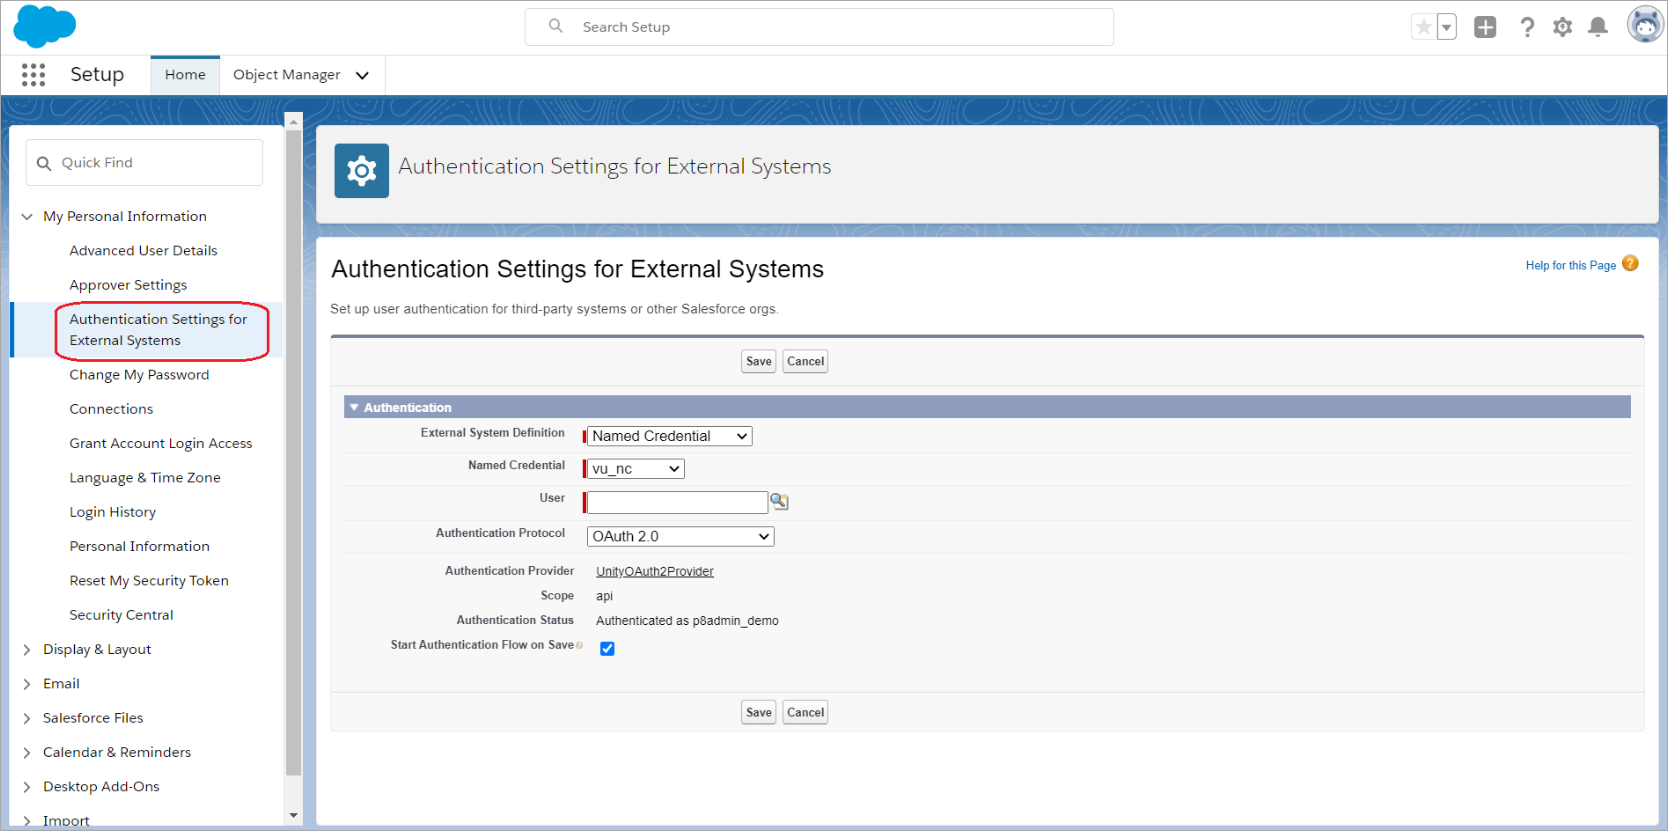 Search Setup
Setup
Home
Object Manager
Quick Find
My Personal Information
Advanced User Details
Approver Settings
Authentication Settings for
External Systems
Change My Password
Connections
Grant Account Login Access
Language & Time Zone
Login History
Personal Information
Reset My Security Token
Security Central
Display & Layout
Email
Salesforce Files
Calendar & Reminders
Desktop Add-Ons
Import
Authentication Settings for External Systems
Authentication Settings for External Systems
Help for this Page ?
Set up user authentication for third-party systems or other Salesforce orgs.
Save Cancel
Authentication
External System Definition Named Credential
Named Credential vu_nc
User
Authentication Protocol OAuth 2.0
Authentication Provider UnityOAuth2Provider
Scope api
Authentication Status Authenticated as p8admin_demo
Start Authentication Flow on Save
Save Cancel